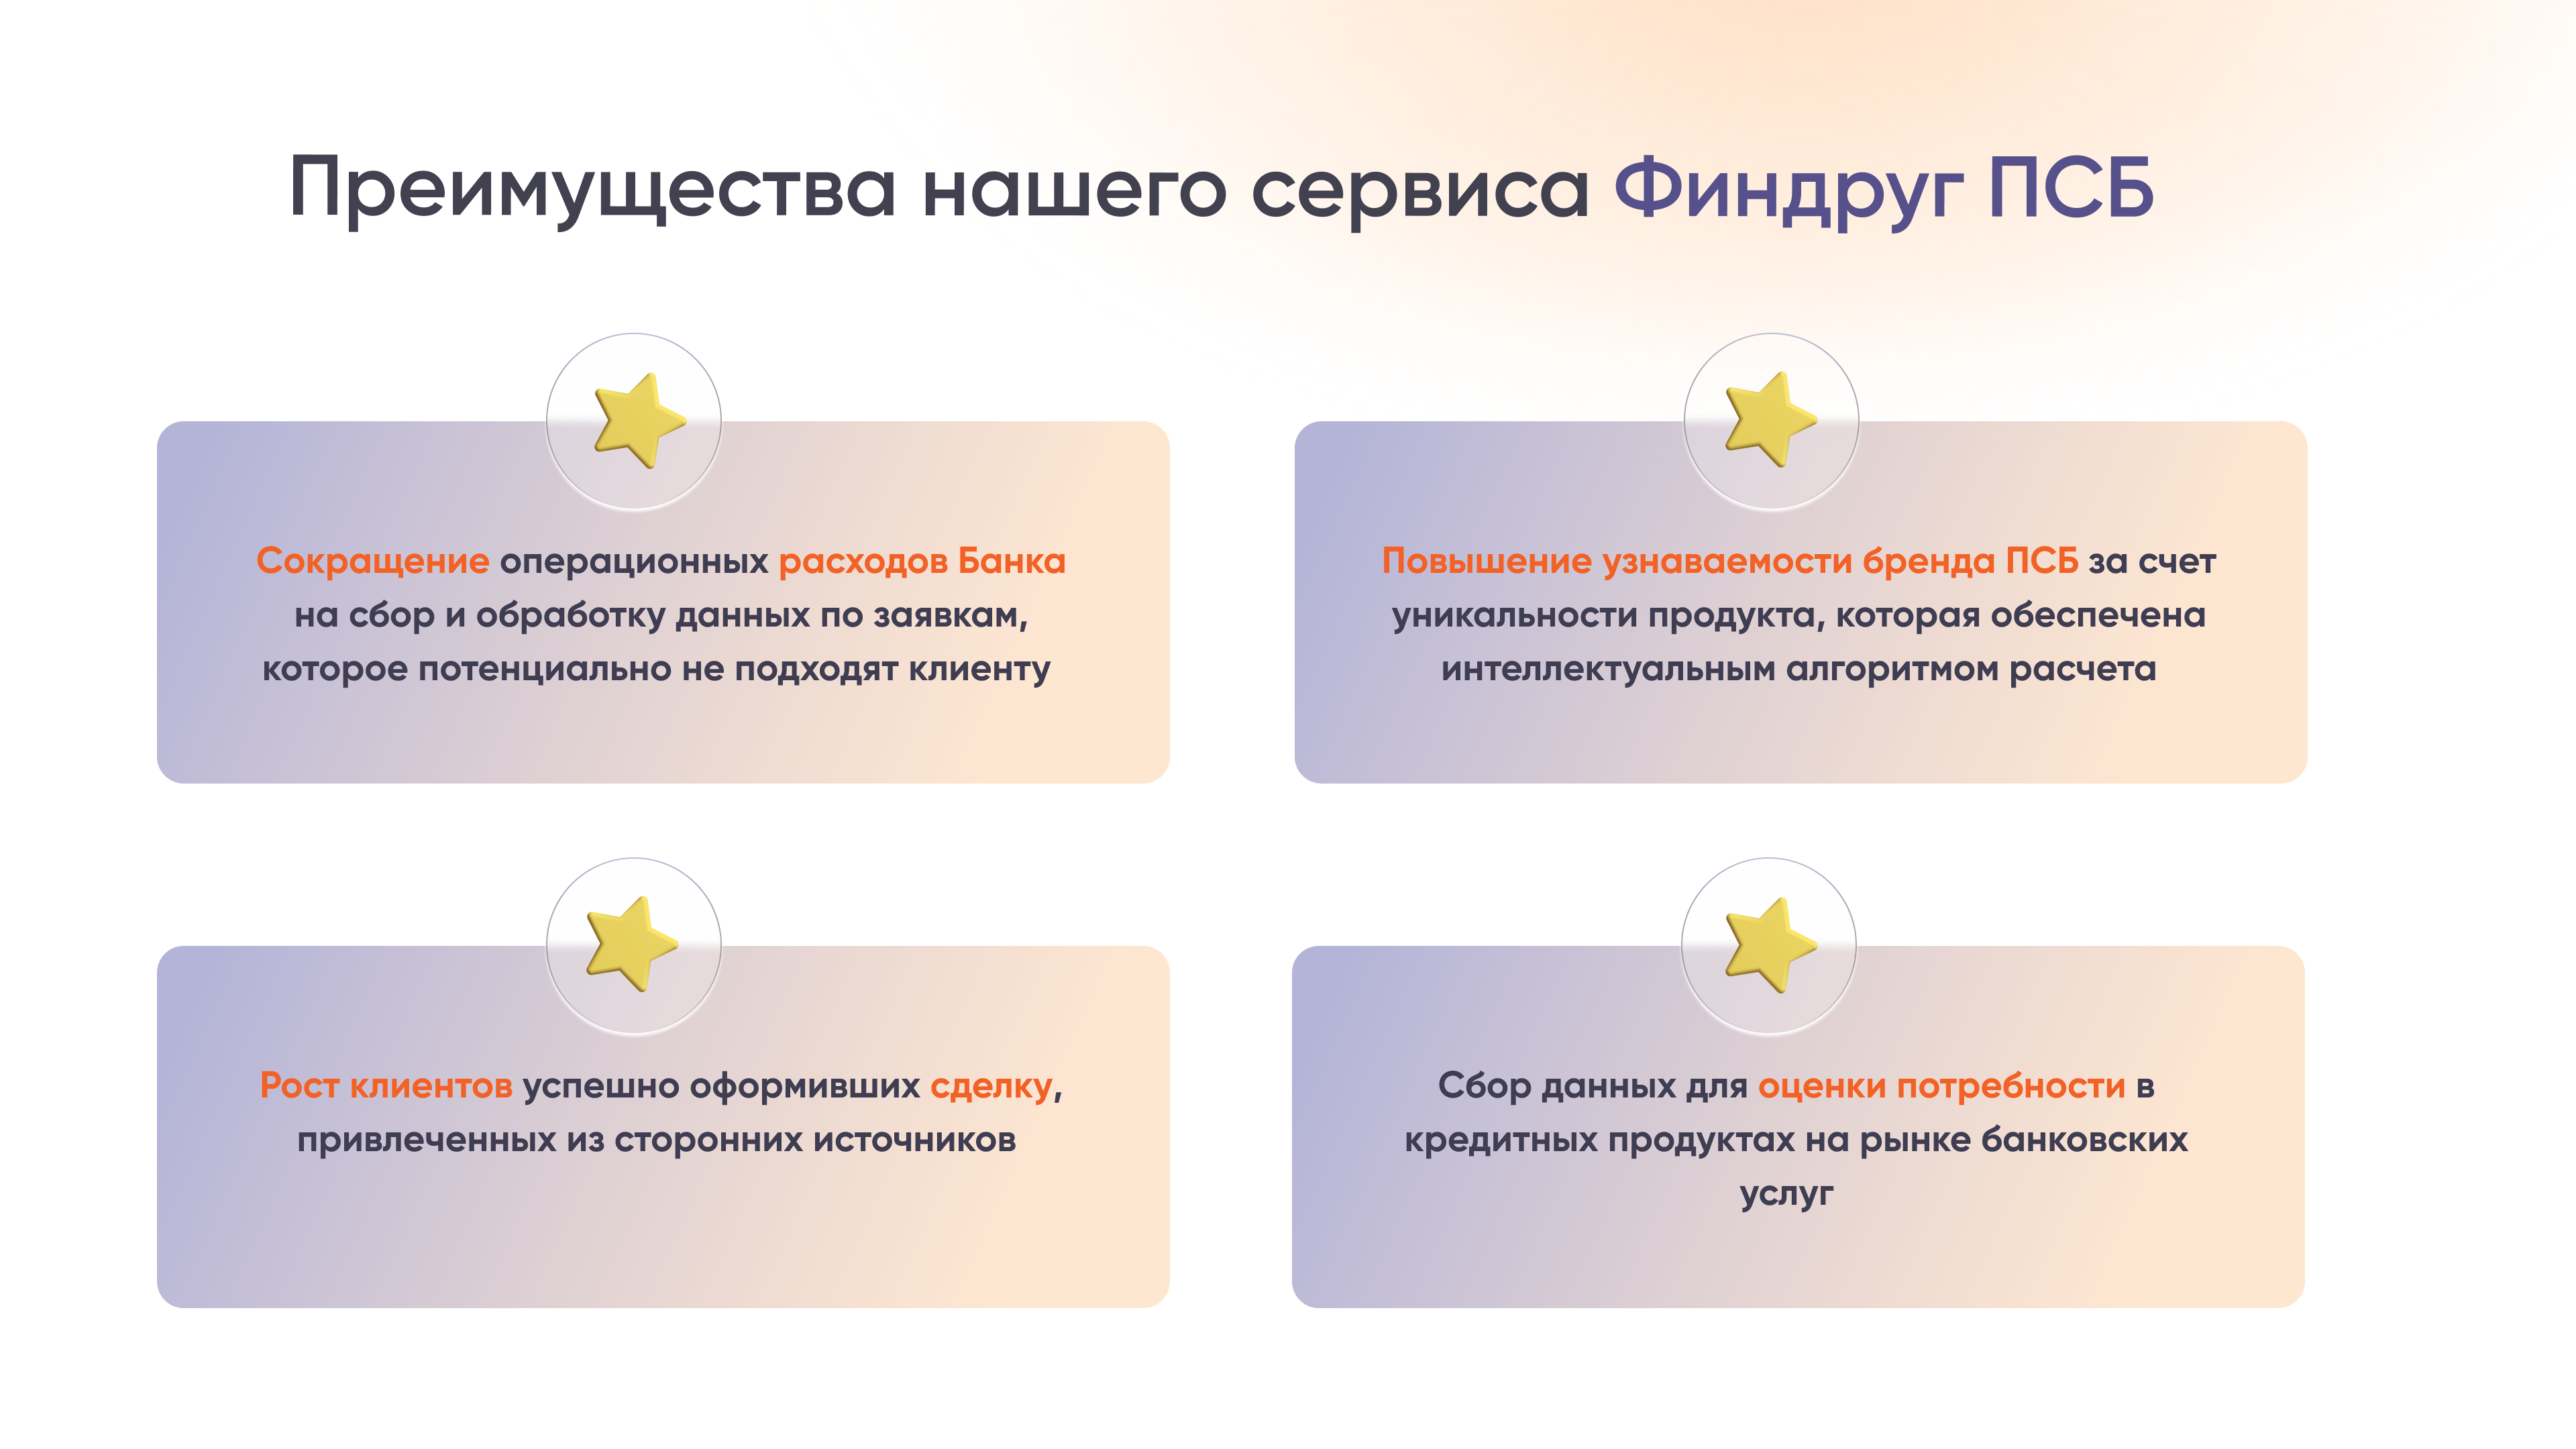 Преимущества нашего сервиса Финдруг ПСБ
Сокращение операционных расходов Банка
на сбор и обработку данных по заявкам,
которое потенциально не подходят клиенту
Повышение узнаваемости бренда ПСБ за счет
уникальности продукта, которая обеспечена
интеллектуальным алгоритмом расчета
Рост клиентов успешно оформивших сделку,
привлеченных из сторонних источников
Сбор данных для оценки потребности в
кредитных продуктах на рынке банковских
услуг